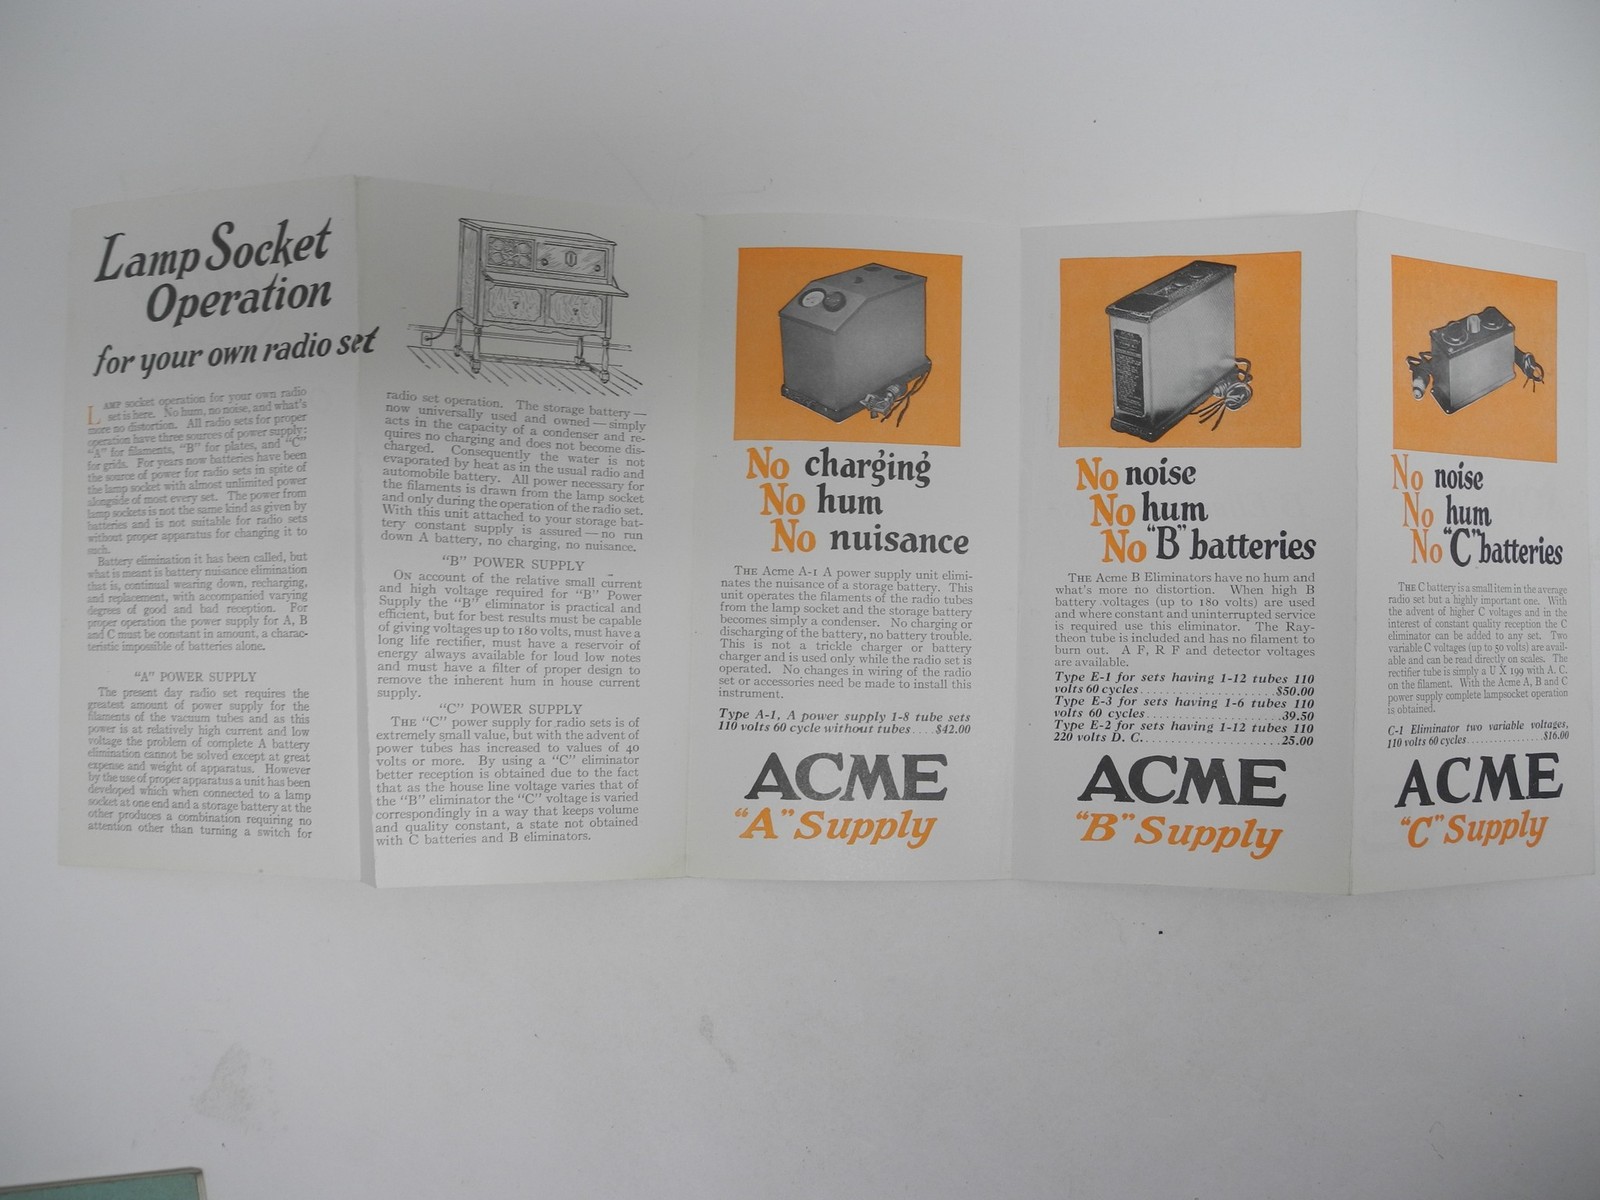 Lamp Socket
Operation
for your own radio set
LAMP socket operation for your own radio
set is here. No hum, no noise, and what's
more no distortion. All radio sets for proper
operation have three sources of power supply:
"A" for filaments, "B" for plates, and "C"
for grids. For years now batteries have been
the source of power for radio sets in spite of
the lamp socket with almost unlimited power
alongside of most every set. The power from
lamp sockets is not the same kind as given by
batteries and is not suitable for radio sets
without proper apparatus for changing it to
such.
Battery elimination it has been called, but
what is meant is battery nuisance elimination
that is, continual wearing down, recharging,
and replacement, with accompanied varying
degrees of good and bad reception. For
proper operation the power supply for A, B
and C must be constant in amount, a charac-
teristic impossible of batteries alone.
"A" POWER SUPPLY
The present day radio set requires the
greatest amount of power supply for the
filaments of the vacuum tubes and as this
power is at relatively high current and low
voltage the problem of complete A battery
elimination cannot be solved except at great
expense and weight of apparatus. However
by the use of proper apparatus a unit has been
developed which when connected to a lamp
socket at one end and a storage battery at the
other produces a combination requiring no
attention other than turning a switch for
radio set operation. The storage battery—
now universally used and owned—simply
acts in the capacity of a condenser and re-
quires no charging and does not become dis-
charged. Consequently the water is not
evaporated by heat as in the usual radio and
automobile battery. All power necessary for
the filaments is drawn from the lamp socket
and only during the operation of the radio set.
With this unit attached to your storage bat-
tery constant supply is assured—no run
down A battery, no charging, no nuisance.
"B" POWER SUPPLY
ON account of the relative small current
and high voltage required for "B" Power
Supply the "B" eliminator is practical and
efficient, but for best results must be capable
of giving voltages up to 180 volts, must have a
long life rectifier, must have a reservoir of
energy always available for loud low notes
and must have a filter of proper design to
remove the inherent hum in house current
supply.
"C" POWER SUPPLY
THE "C" power supply for radio sets is of
extremely small value, but with the advent of
power tubes has increased to values of 40
volts or more. By using a "C" eliminator
better reception is obtained due to the fact
that as the house line voltage varies that of
the "B" eliminator the "C" voltage is varied
correspondingly in a way that keeps volume
and quality constant, a state not obtained
with C batteries and B eliminators.
No charging
No hum
No nuisance
THE Acme A-1 A power supply unit elimi-
nates the nuisance of a storage battery. This
unit operates the filaments of the radio tubes
from the lamp socket and the storage battery
becomes simply a condenser. No charging or
discharging of the battery, no battery trouble.
This is not a trickle charger or battery
charger and is used only while the radio set is
operated. No changes in wiring of the radio
set or accessories need be made to install this
instrument.
Type A-1, A power supply 1-8 tube sets
110 volts 60 cycle without tubes....$42.00
ACME
"A" Supply
No noise
No hum
No "B" batteries
THE Acme B Eliminators have no hum and
what's more no distortion. When high B
battery voltages (up to 180 volts) are used
and where constant and uninterrupted service
is required use this eliminator. The Ray-
theon tube is included and has no filament to
burn out. A F, R F and detector voltages
are available.
Type E-1 for sets having 1-12 tubes 110
volts 60 cycles....................$50.00
Type E-3 for sets having 1-6 tubes 110
volts 60 cycles....................39.50
Type E-2 for sets having 1-12 tubes 110
220 volts D. C.....................25.00
ACME
"B" Supply
No noise
No hum
No "C" batteries
THE C battery is a small item in the average
radio set but a highly important one. With
the advent of higher C voltages and in the
interest of constant quality reception the C
eliminator can be added to any set. Two
variable C voltages (up to 50 volts) are avail-
able and can be read directly on scales. The
rectifier tube is simply a U X 199 with A. C.
on the filament. With the Acme A, B and C
power supply complete lampsocket operation
is obtained.
C-1 Eliminator two variable voltages,
110 volts 60 cycles................$16.00
ACME
"C" Supply